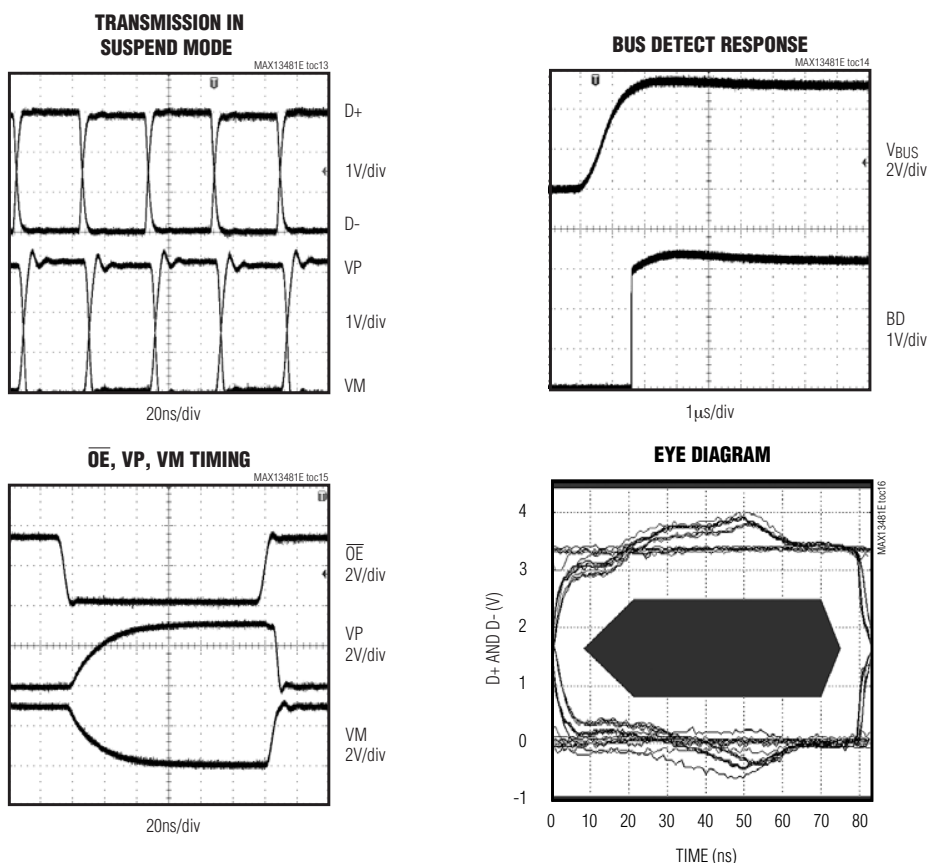 TRANSMISSION IN
SUSPEND MODE
MAX13481E toc13
D+
1V/div
D-
VP
1V/div
VM
20ns/div
BUS DETECT RESPONSE
MAX13481E toc14
VBUS
2V/div
BD
1V/div
1μs/div
OE, VP, VM TIMING
MAX13481E toc15
OE
2V/div
VP
2V/div
VM
2V/div
20ns/div
EYE DIAGRAM
MAX13481E toc16
D+ AND D- (V)
4
3
2
1
0
-1
0 10 20 30 40 50 60 70 80
TIME (ns)